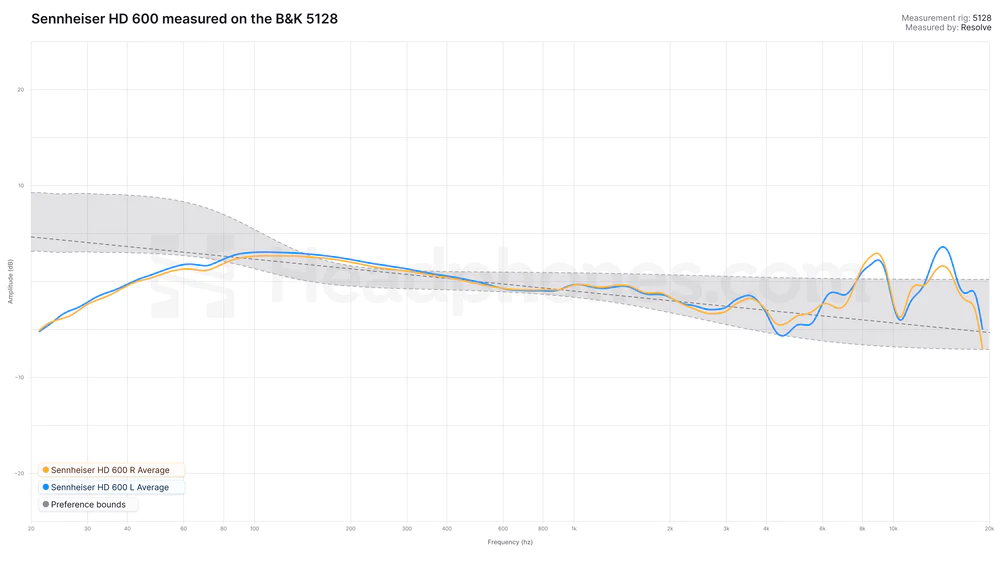 Sennheiser HD 600 measured on the B&K 5128
Measurement rig: 5128
Measured by: Resolve
20
10
-10
-20
Amplitude (dB)
Headphones.com
Sennheiser HD 600 R Average
Sennheiser HD 600 L Average
Preference bounds
20 30 40 60 80 100 200 300 400 600 800 1k 2k 3k 4k 6k 8k 10k 20k
Frequency (hz)